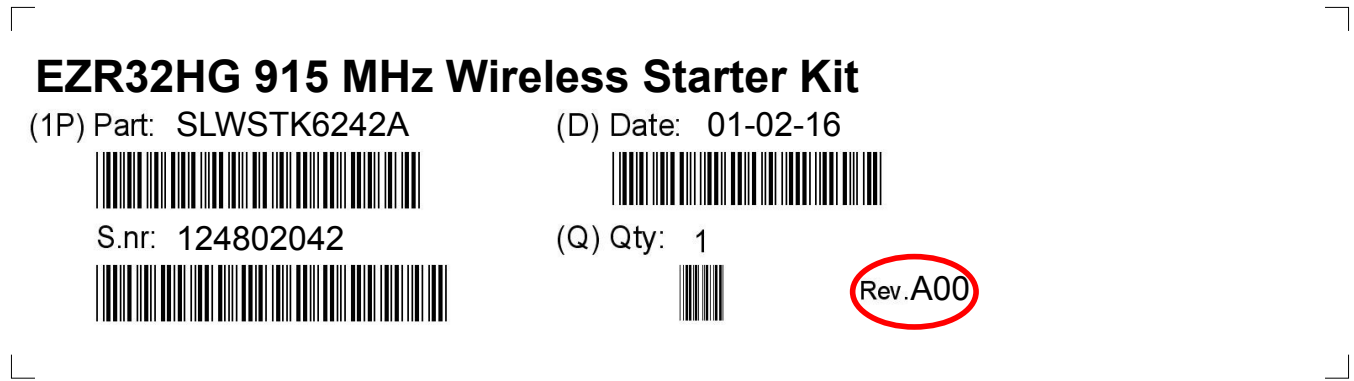 EZR32HG 915 MHz Wireless Starter Kit
(1P) Part: SLWSTK6242A
(D) Date: 01-02-16
S.nr: 124802042
(Q) Qty: 1
Rev.A00